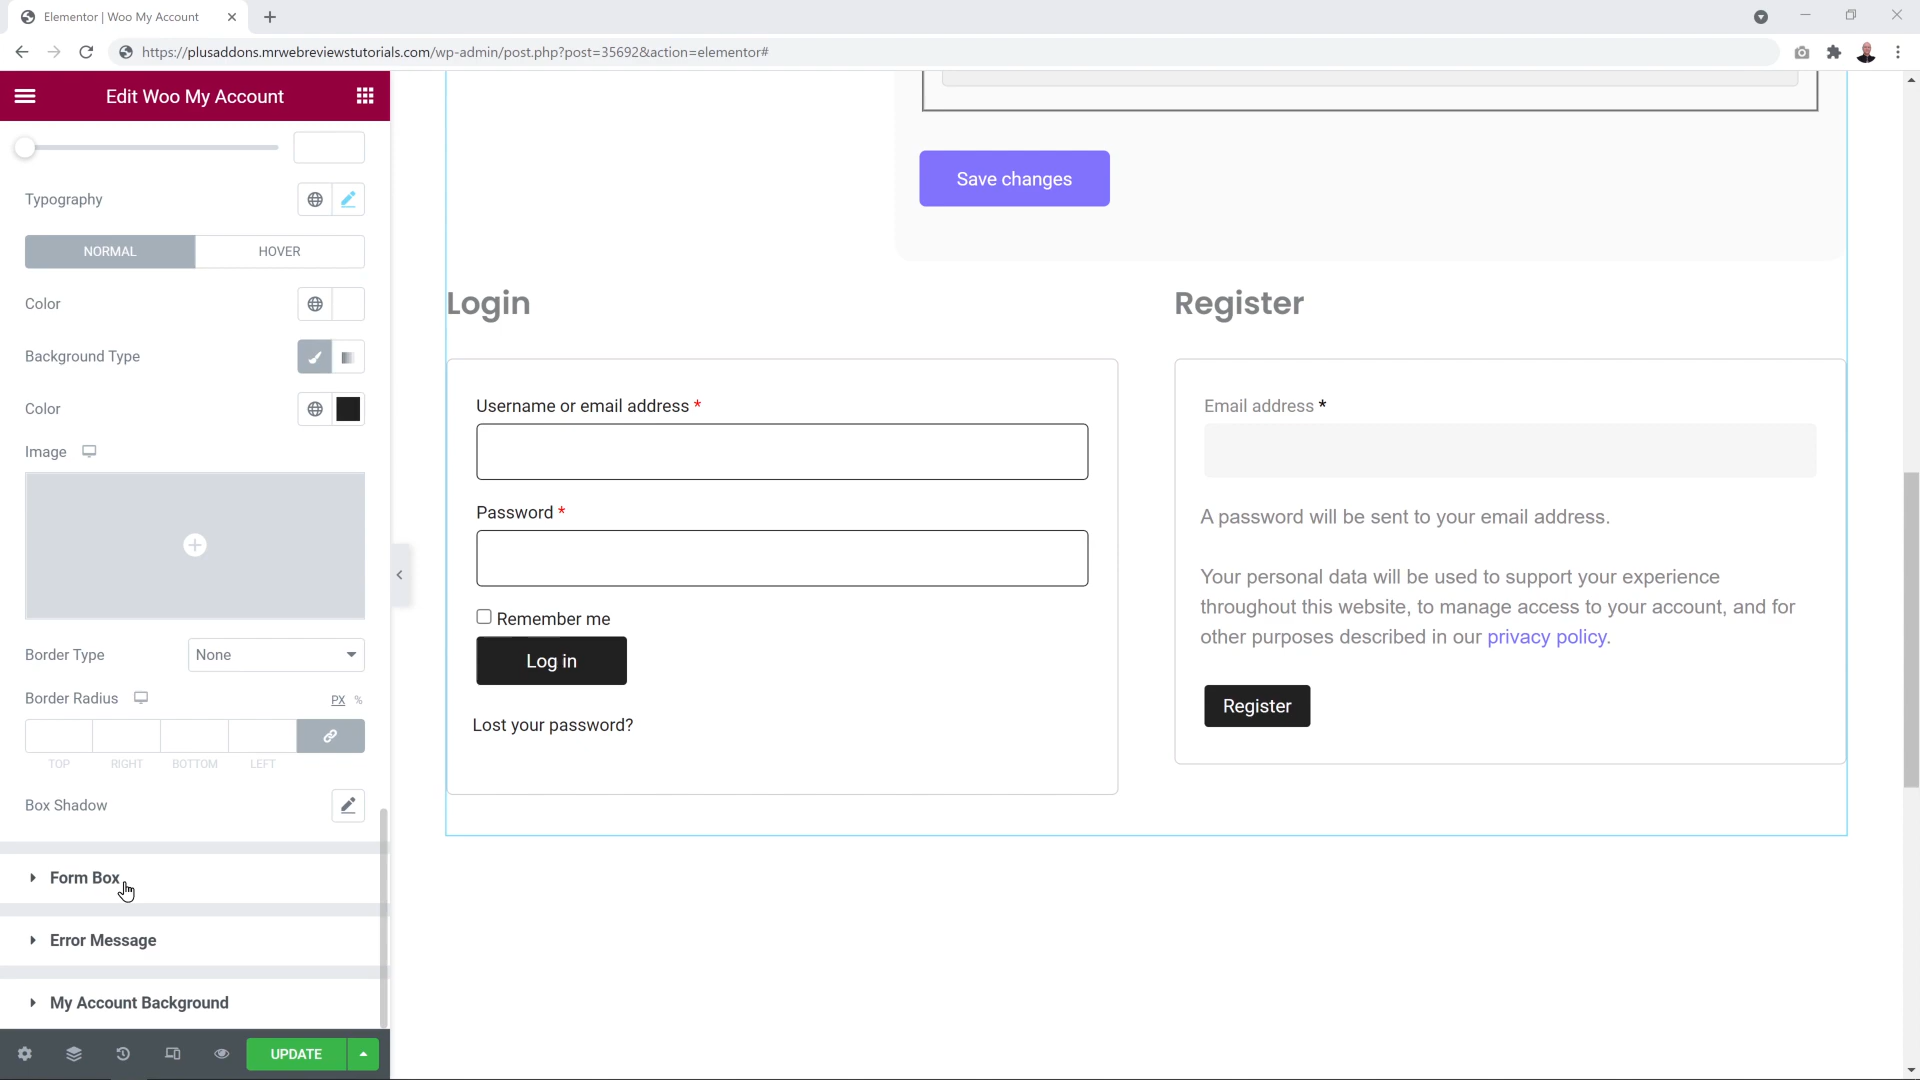 Elementor | Woo My Account
https://plusaddons.mrwebreviewstutorials.com/wp-admin/post.php?post=35692&action=elementor#
Edit Woo My Account
Typography
NORMAL
HOVER
Color
Background Type
Color
Image
Border Type
None
Border Radius
PX
%
TOP
RIGHT
BOTTOM
LEFT
Box Shadow
Form Box
Error Message
My Account Background
UPDATE
Save changes
Login
Username or email address *
Password *
Remember me
Log in
Lost your password?
Register
Email address *
A password will be sent to your email address.
Your personal data will be used to support your experience
throughout this website, to manage access to your account, and for
other purposes described in our privacy policy.
Register